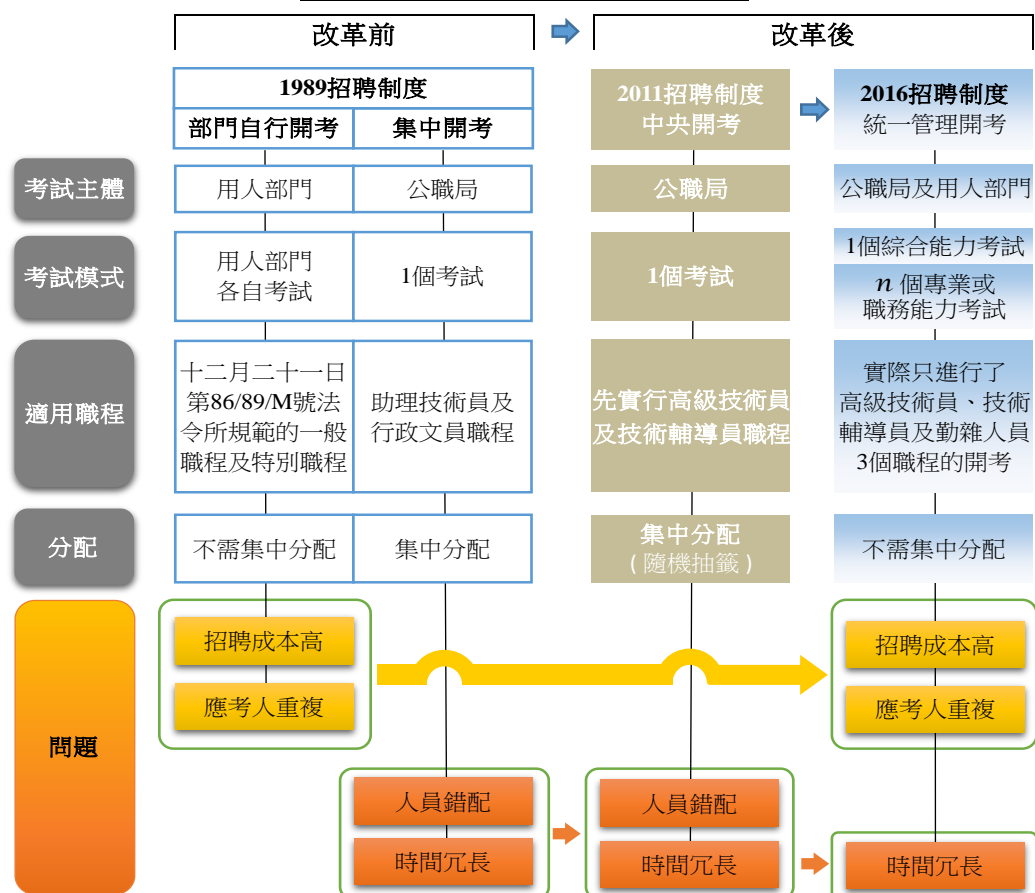 改革前
改革後
1989招聘制度
部門自行開考
集中開考
2011招聘制度
中央開考
2016招聘制度
統一管理開考
考試主體
用人部門
公職局
公職局
公職局及用人部門
考試模式
用人部門
各自考試
1個考試
1個考試
1個綜合能力考試
n 個專業或
職務能力考試
適用職程
十二月二十一日
第86/89/M號法
令所規範的一般
職程及特別職程
助理技術員及
行政文員職程
先實行高級技術員
及技術輔導員職程
實際只進行了
高級技術員、技術
輔導員及勤雜人員
3個職程的開考
分配
不需集中分配
集中分配
集中分配
(隨機抽籤)
不需集中分配
問題
招聘成本高
應考人重複
招聘成本高
應考人重複
人員錯配
時間冗長
人員錯配
時間冗長
時間冗長